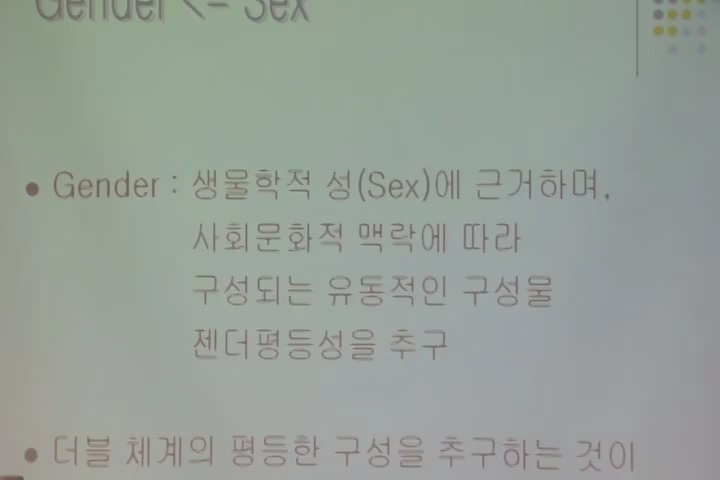 Gender <- Sex
• Gender : 생물학적 성(Sex)에 근거하며,
사회문화적 맥락에 따라
구성되는 유동적인 구성물
젠더평등성을 추구
• 더블 체계의 평등한 구성을 추구하는 것이